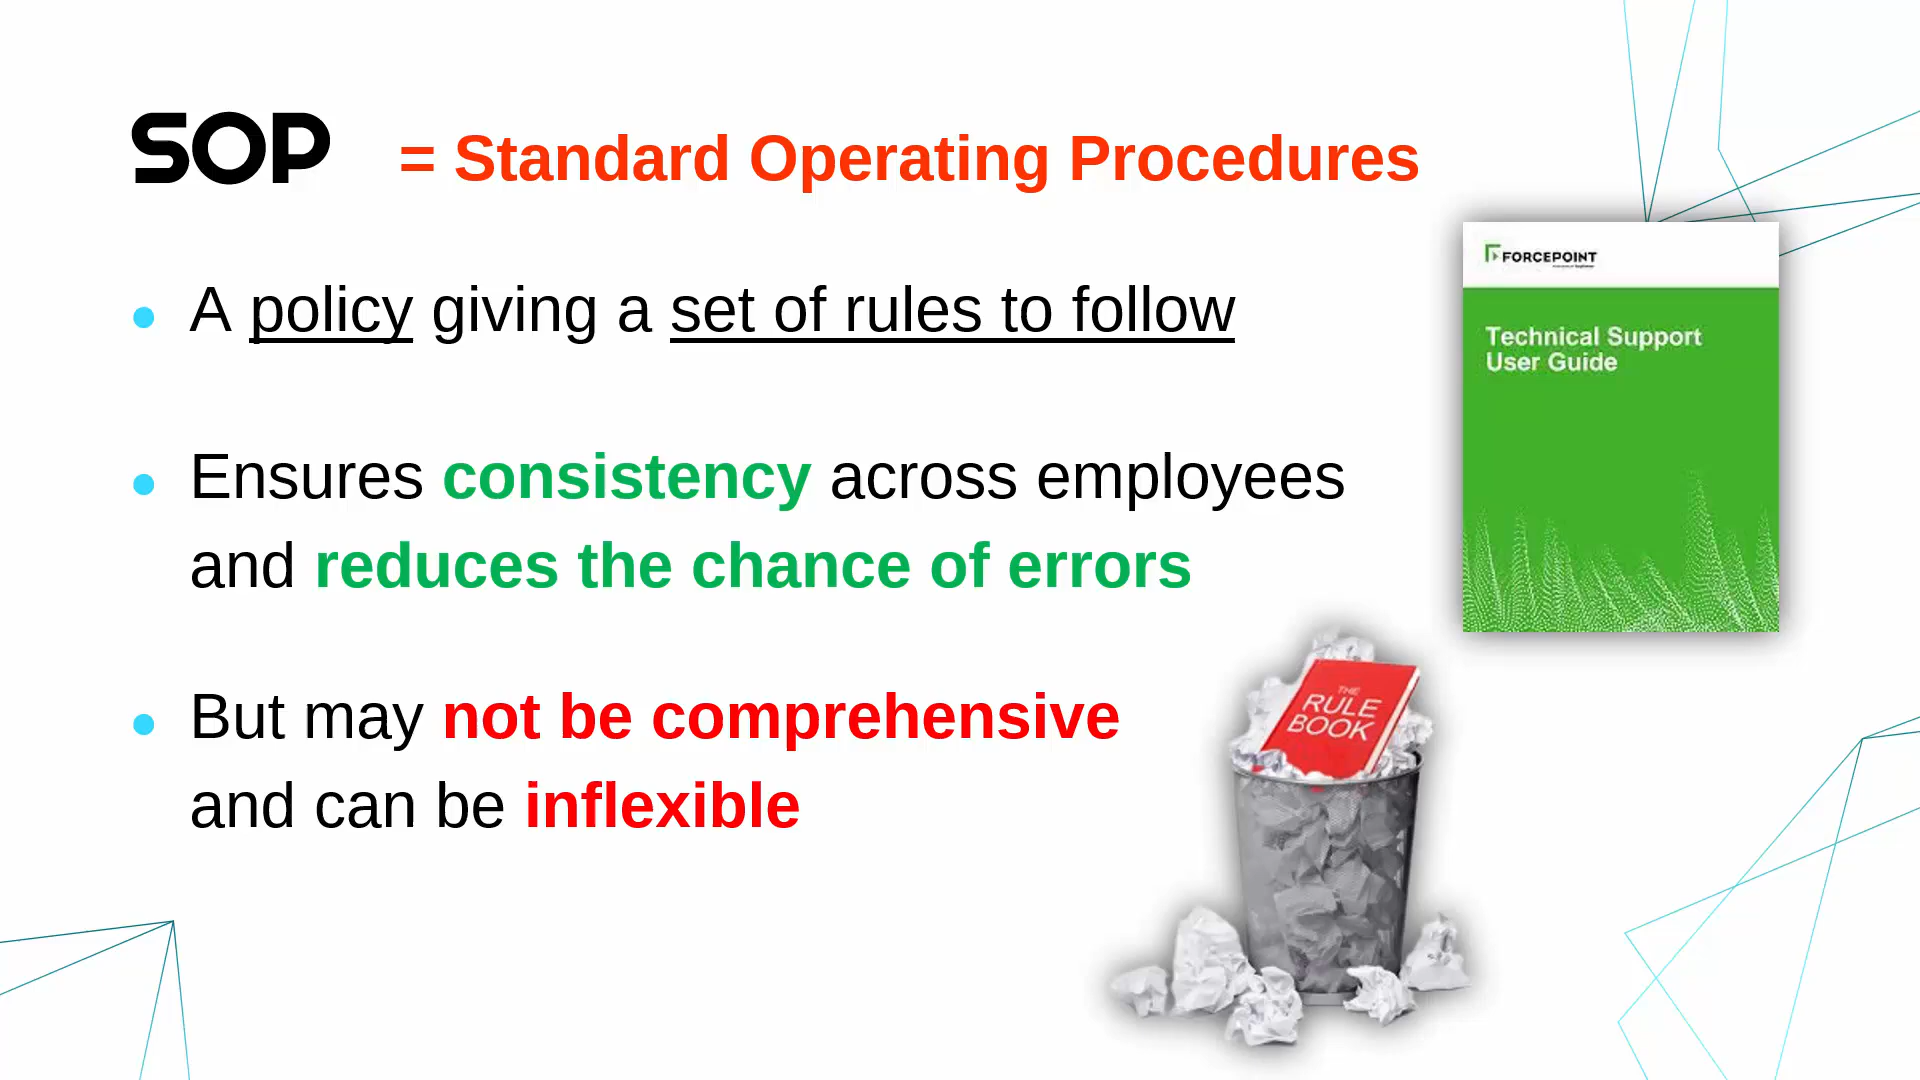 SOP = Standard Operating Procedures
A policy giving a set of rules to follow
Ensures consistency across employees
and reduces the chance of errors
But may not be comprehensive
and can be inflexible
FORCEPOINT
Technical Support
User Guide
THE
RULE
BOOK